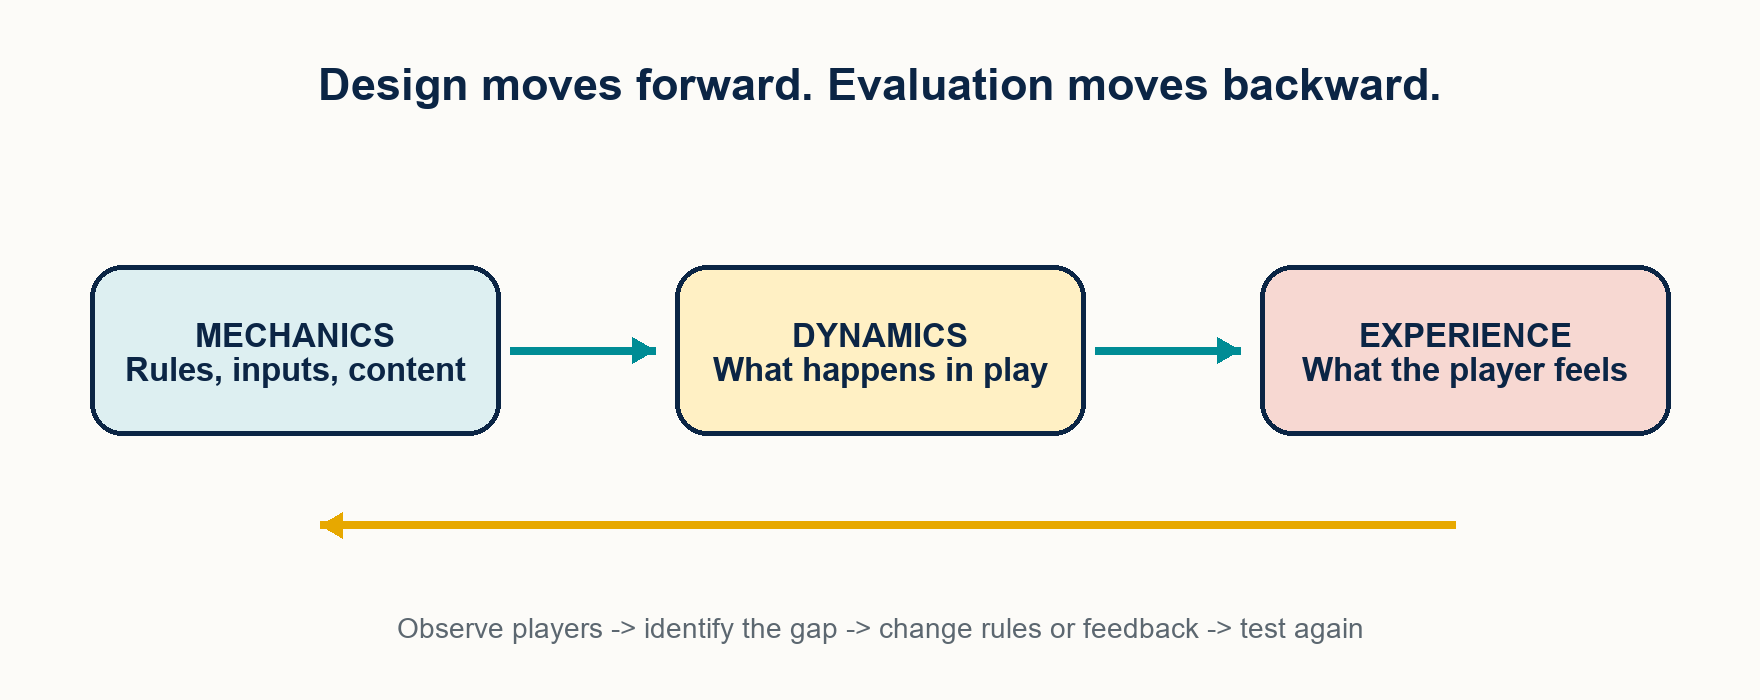 Design moves forward. Evaluation moves backward.
MECHANICS
Rules, inputs, content
DYNAMICS
What happens in play
EXPERIENCE
What the player feels
Observe players -> identify the gap -> change rules or feedback -> test again